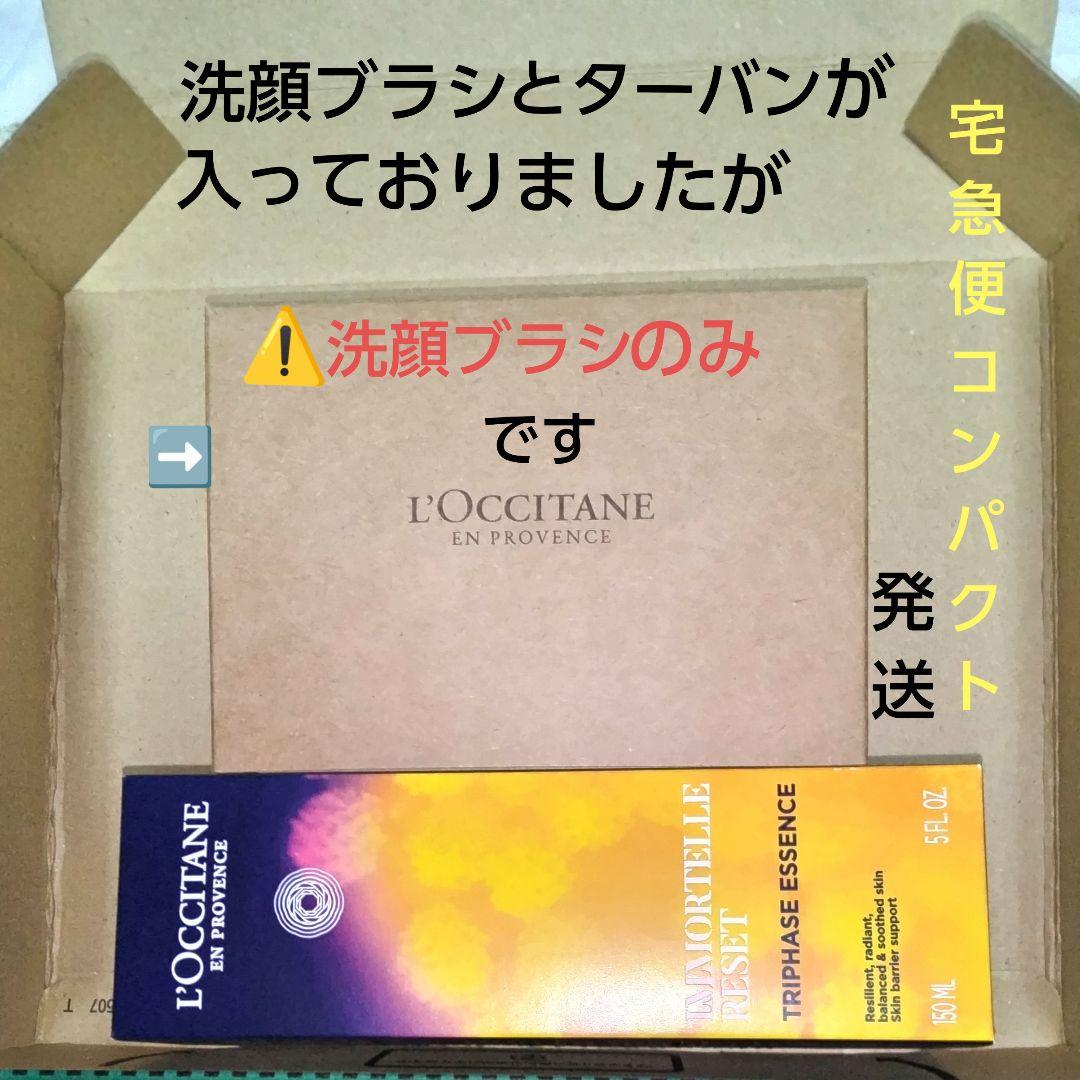 洗顔ブラシとターバンが
入っておりましたが
⚠️洗顔ブラシのみ
です
宅急便コンパクト
発送
➡️
L'OCCITANE
EN PROVENCE
L'OCCITANE
EN PROVENCE
IMMORTELLE
RESET
TRIPHASE ESSENCE
Resilient, radiant,
balanced & soothed skin
Skin barrier support
150 ML
5 FL. OZ.